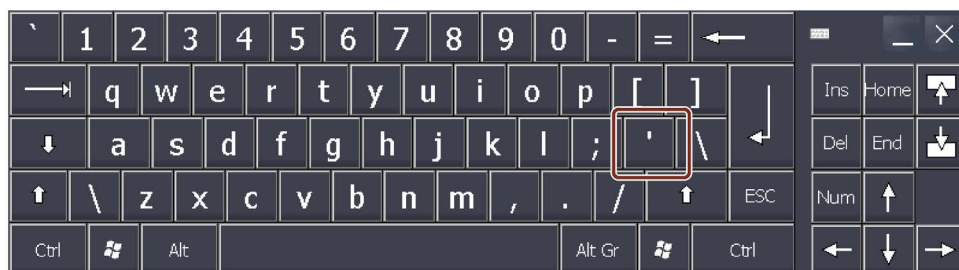 ` 1 2 3 4 5 6 7 8 9 0 - =
q w e r t y u i o p [ ] Ins Home
a s d f g h j k l ; ' \ Del End
\ z x c v b n m , . / ESC Num
Ctrl Alt Alt Gr Ctrl